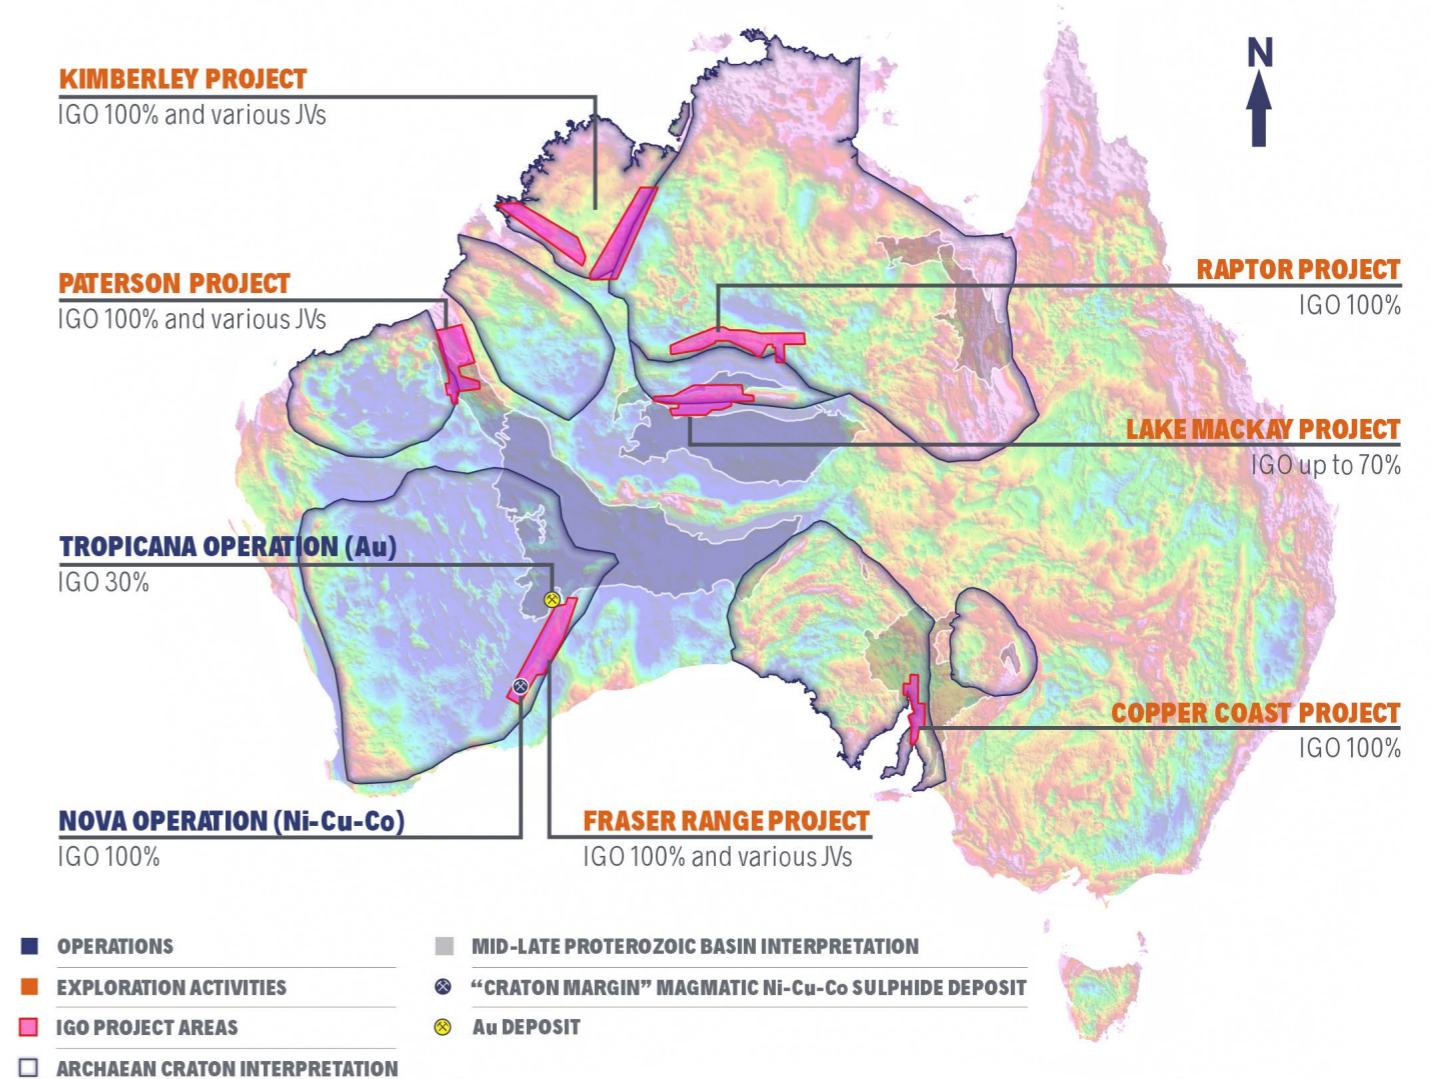 N
KIMBERLEY PROJECT
IGO 100% and various JVs
PATERSON PROJECT
IGO 100% and various JVs
RAPTOR PROJECT
IGO 100%
LAKE MACKAY PROJECT
IGO up to 70%
TROPICANA OPERATION (Au)
IGO 30%
COPPER COAST PROJECT
IGO 100%
NOVA OPERATION (Ni-Cu-Co)
IGO 100%
FRASER RANGE PROJECT
IGO 100% and various JVs
OPERATIONS
EXPLORATION ACTIVITIES
IGO PROJECT AREAS
ARCHAEAN CRATON INTERPRETATION
MID-LATE PROTEROZOIC BASIN INTERPRETATION
“CRATON MARGIN” MAGMATIC Ni-Cu-Co SULPHIDE DEPOSIT
Au DEPOSIT